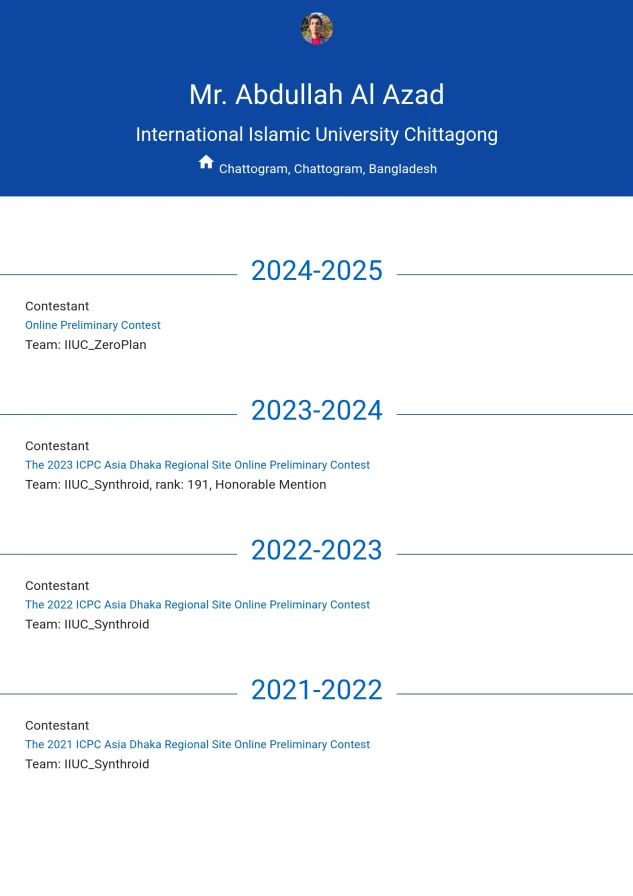 Mr. Abdullah Al Azad
International Islamic University Chittagong
Chattogram, Chattogram, Bangladesh
2024-2025
Contestant
Online Preliminary Contest
Team: IIUC_ZeroPlan
2023-2024
Contestant
The 2023 ICPC Asia Dhaka Regional Site Online Preliminary Contest
Team: IIUC_Synthroid, rank: 191, Honorable Mention
2022-2023
Contestant
The 2022 ICPC Asia Dhaka Regional Site Online Preliminary Contest
Team: IIUC_Synthroid
2021-2022
Contestant
The 2021 ICPC Asia Dhaka Regional Site Online Preliminary Contest
Team: IIUC_Synthroid